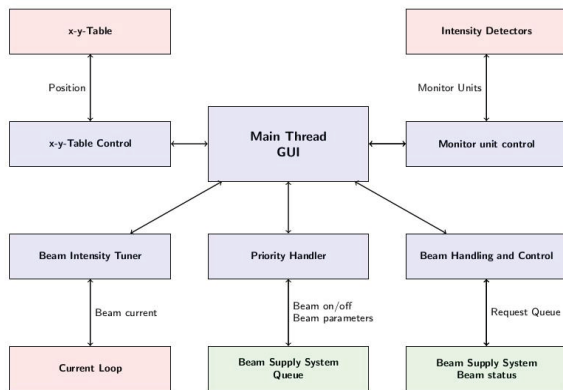 x-y-Table
Intensity Detectors
Position
Monitor Units
x-y-Table Control
Main Thread
GUI
Monitor unit control
Beam Intensity Tuner
Priority Handler
Beam Handling and Control
Beam current
Beam on/off
Beam parameters
Request Queue
Current Loop
Beam Supply System
Queue
Beam Supply System
Beam status